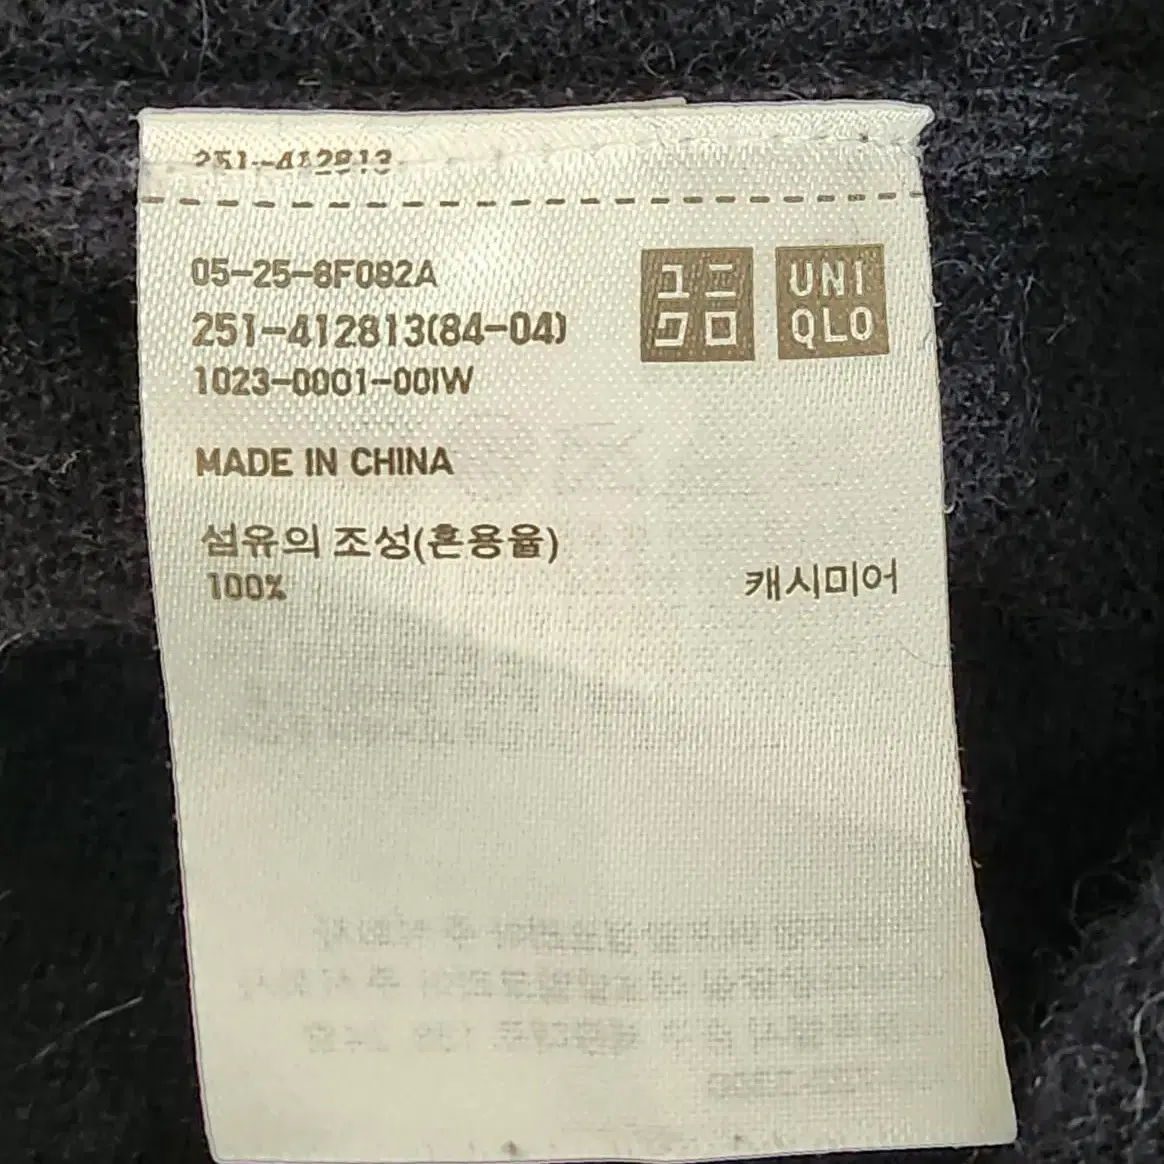 251-412813
05-25-8F082A
251-412813(84-04)
1023-0001-00IW
ユニ
クロ
UNI
QLO
MADE IN CHINA
섬유의 조성(혼용율)
100% 캐시미어